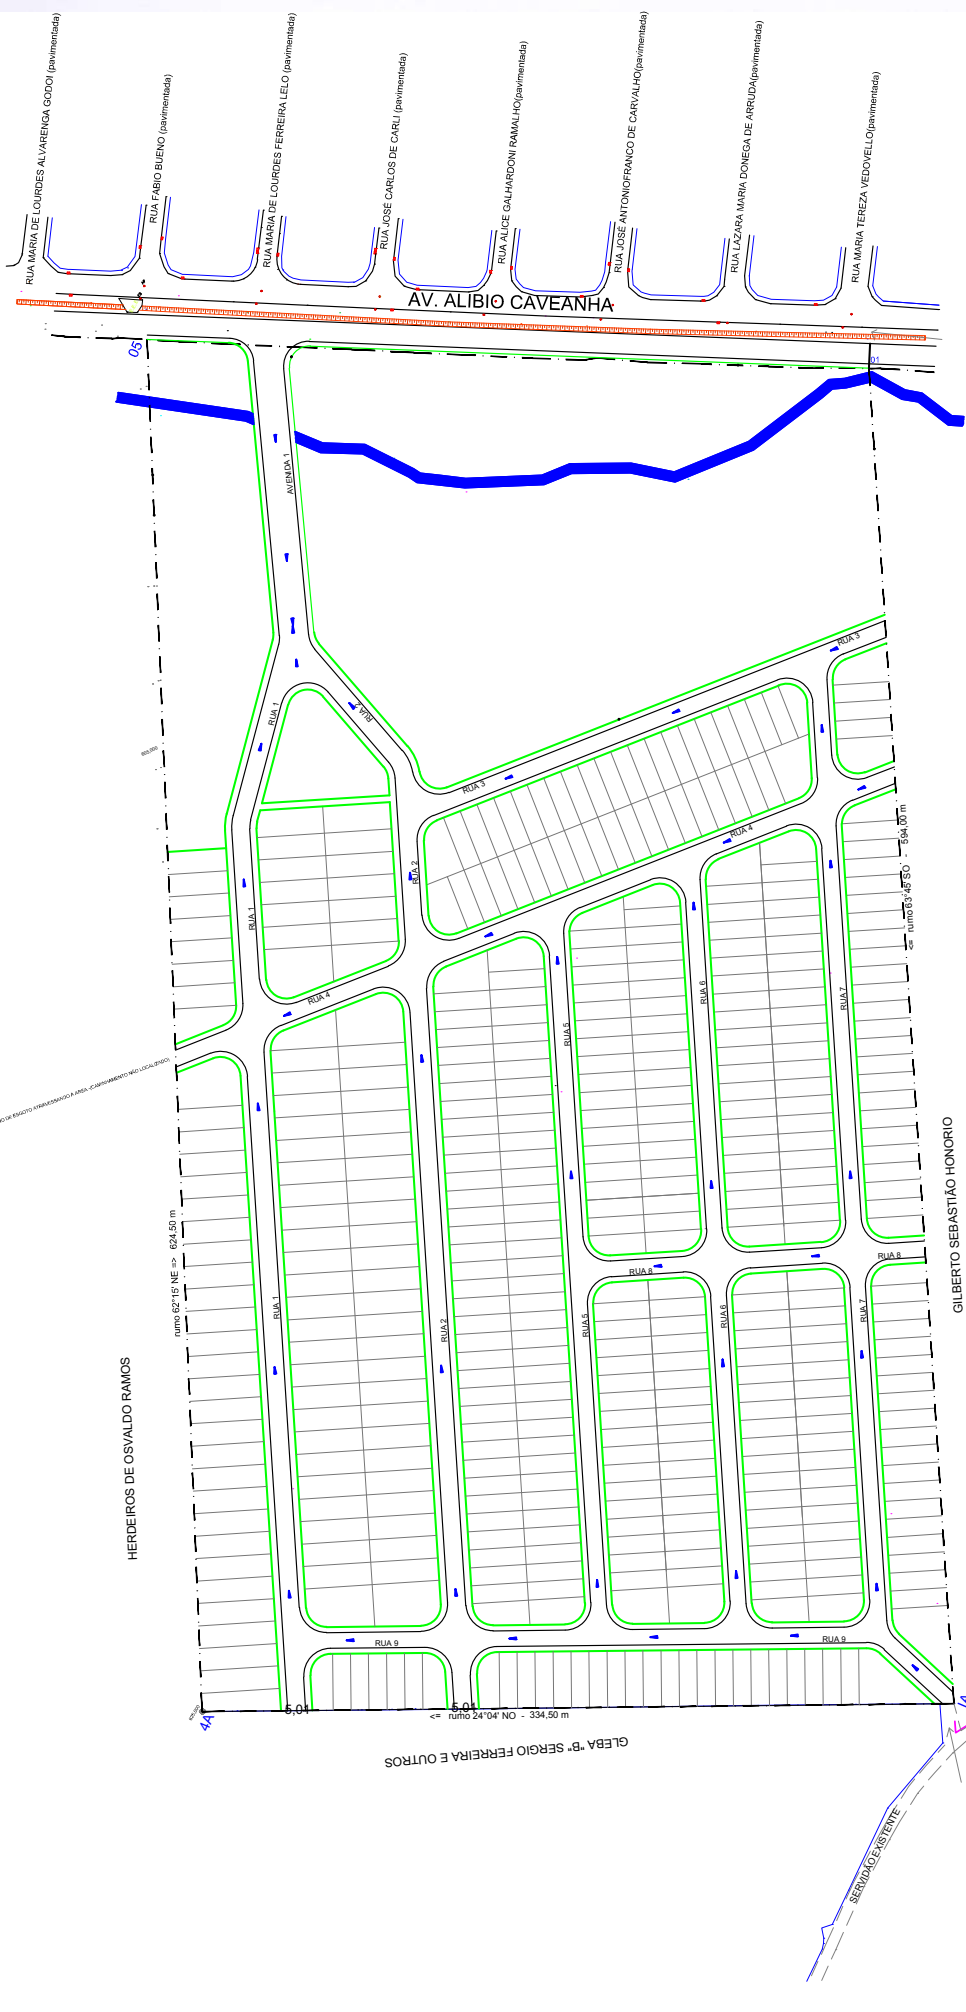 RUA MARIA DE LOURDES ALVARENGA GODOI (pavimentada)
RUA FABIO BUENO (pavimentada)
RUA MARIA DE LOURDES FERREIRA LELO (pavimentada)
RUA JOSÉ CARLOS DE CARLI (pavimentada)
RUA ALICE GALHARDONI RAMALHO(pavimentada)
RUA JOSÉ ANTONIOFRANCO DE CARVALHO(pavimentada)
RUA LAZARA MARIA DONEGA DE ARRUDA(pavimentada)
RUA MARIA TEREZA VEDOVELLO(pavimentada)
AV. ALIBIO CAVEANHA
05
01
AVENIDA 1
RUA 3
RUA 1
RUA 2
RUA 3
RUA 4
RUA 2
<= rumo 63°45' SO - 594,00 m
RUA 1
RUA 4
RUA 6
RUA 7
RUA 5
GILBERTO SEBASTIÃO HONORIO
rumo 62°15' NE => 624,50 m
RUA 8
RUA 8
RUA 1
RUA 2
RUA 5
RUA 6
RUA 7
HERDEIROS DE OSVALDO RAMOS
RUA 9
RUA 9
5,01
5,01
4A
<= rumo 24°04' NO - 334,50 m
GLEBA "B" SERGIO FERREIRA E OUTROS
SERVIDÃO EXISTENTE